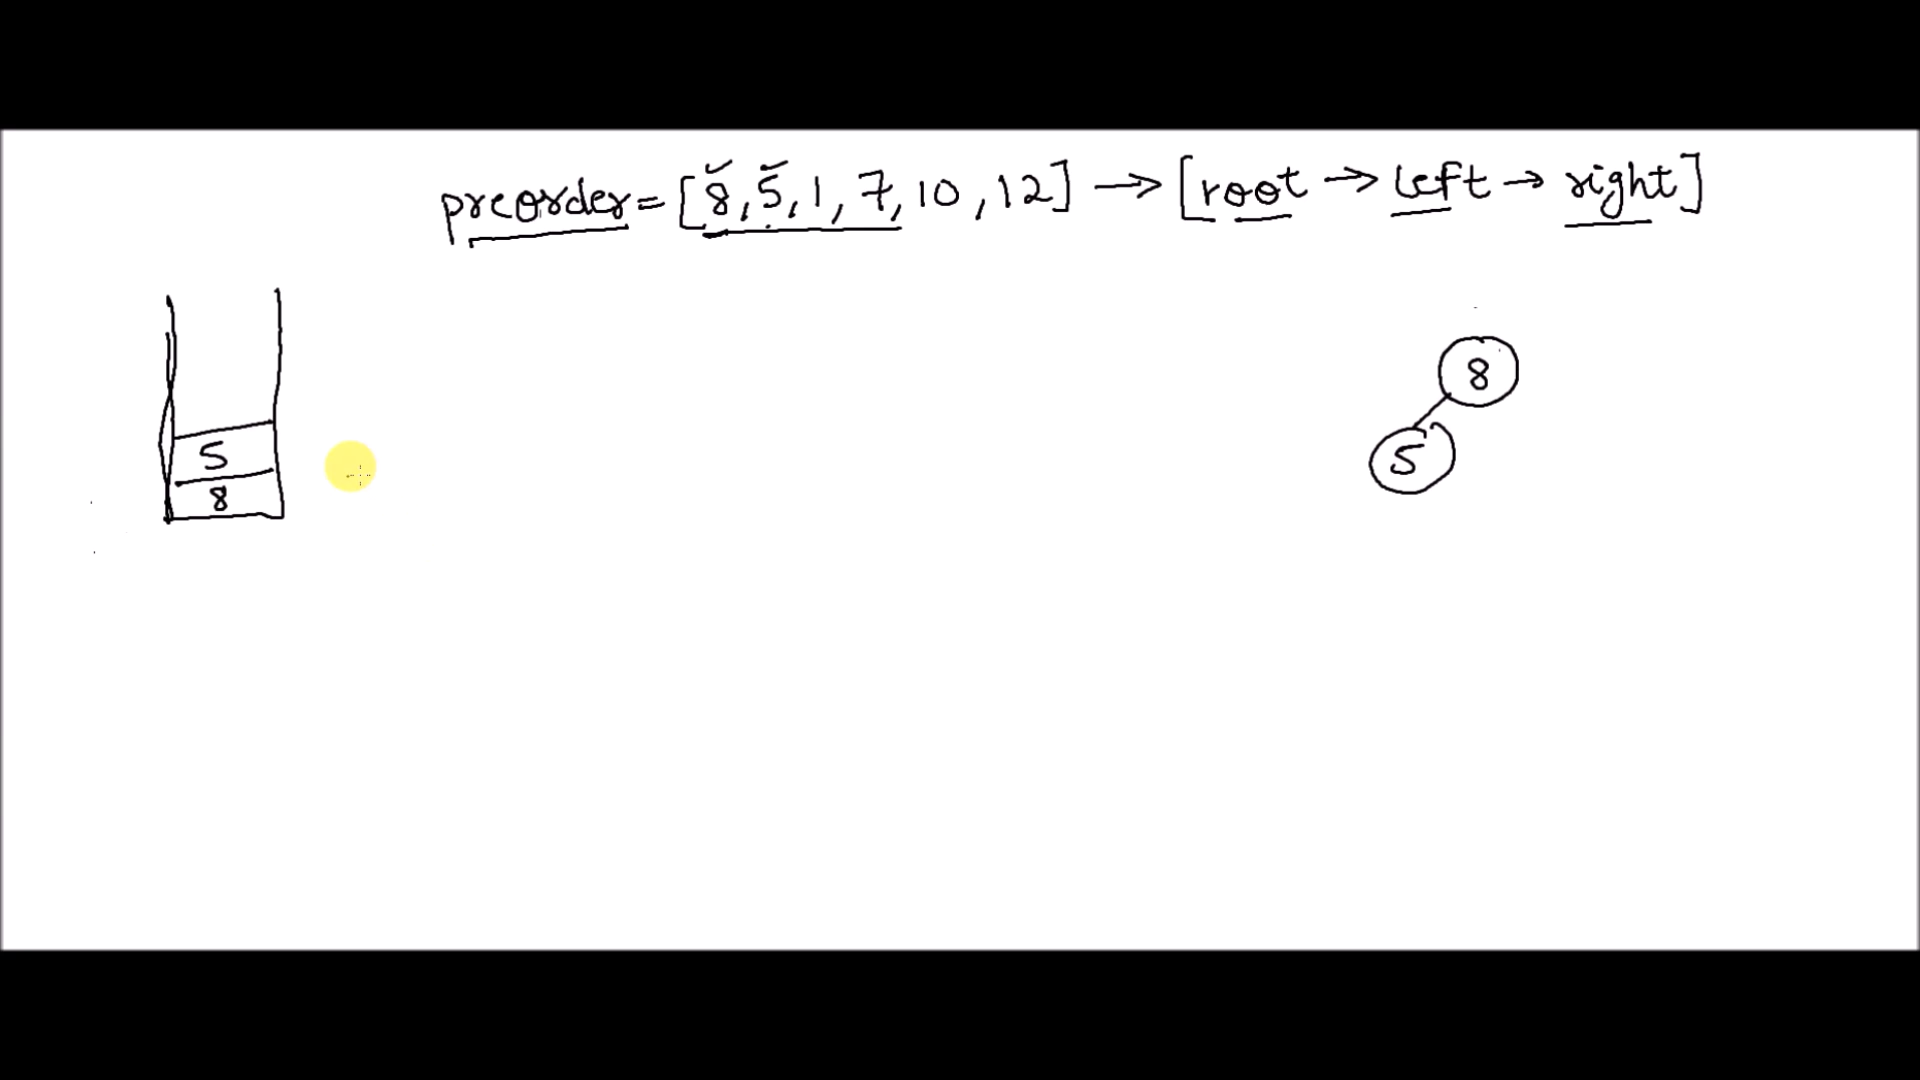 preorder = [8, 5, 1, 7, 10, 12] → [root → left → right]
8
5
5
8